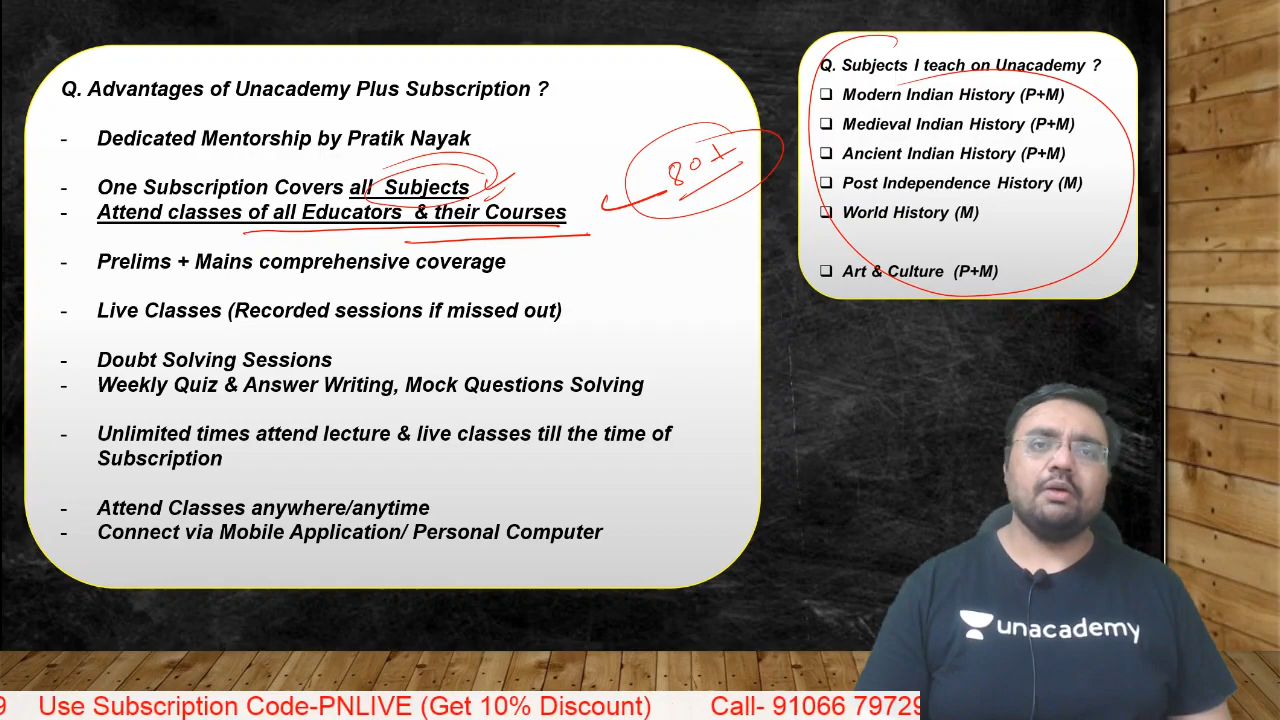 Q. Advantages of Unacademy Plus Subscription ?
- Dedicated Mentorship by Pratik Nayak
- One Subscription Covers all Subjects
- Attend classes of all Educators & their Courses
- Prelims + Mains comprehensive coverage
- Live Classes (Recorded sessions if missed out)
- Doubt Solving Sessions
- Weekly Quiz & Answer Writing, Mock Questions Solving
- Unlimited times attend lecture & live classes till the time of
Subscription
- Attend Classes anywhere/anytime
- Connect via Mobile Application/ Personal Computer
80+
Q. Subjects I teach on Unacademy ?
❑ Modern Indian History (P+M)
❑ Medieval Indian History (P+M)
❑ Ancient Indian History (P+M)
❑ Post Independence History (M)
❑ World History (M)
❑ Art & Culture (P+M)
unacademy
9 Use Subscription Code-PNLIVE (Get 10% Discount) Call- 91066 79729